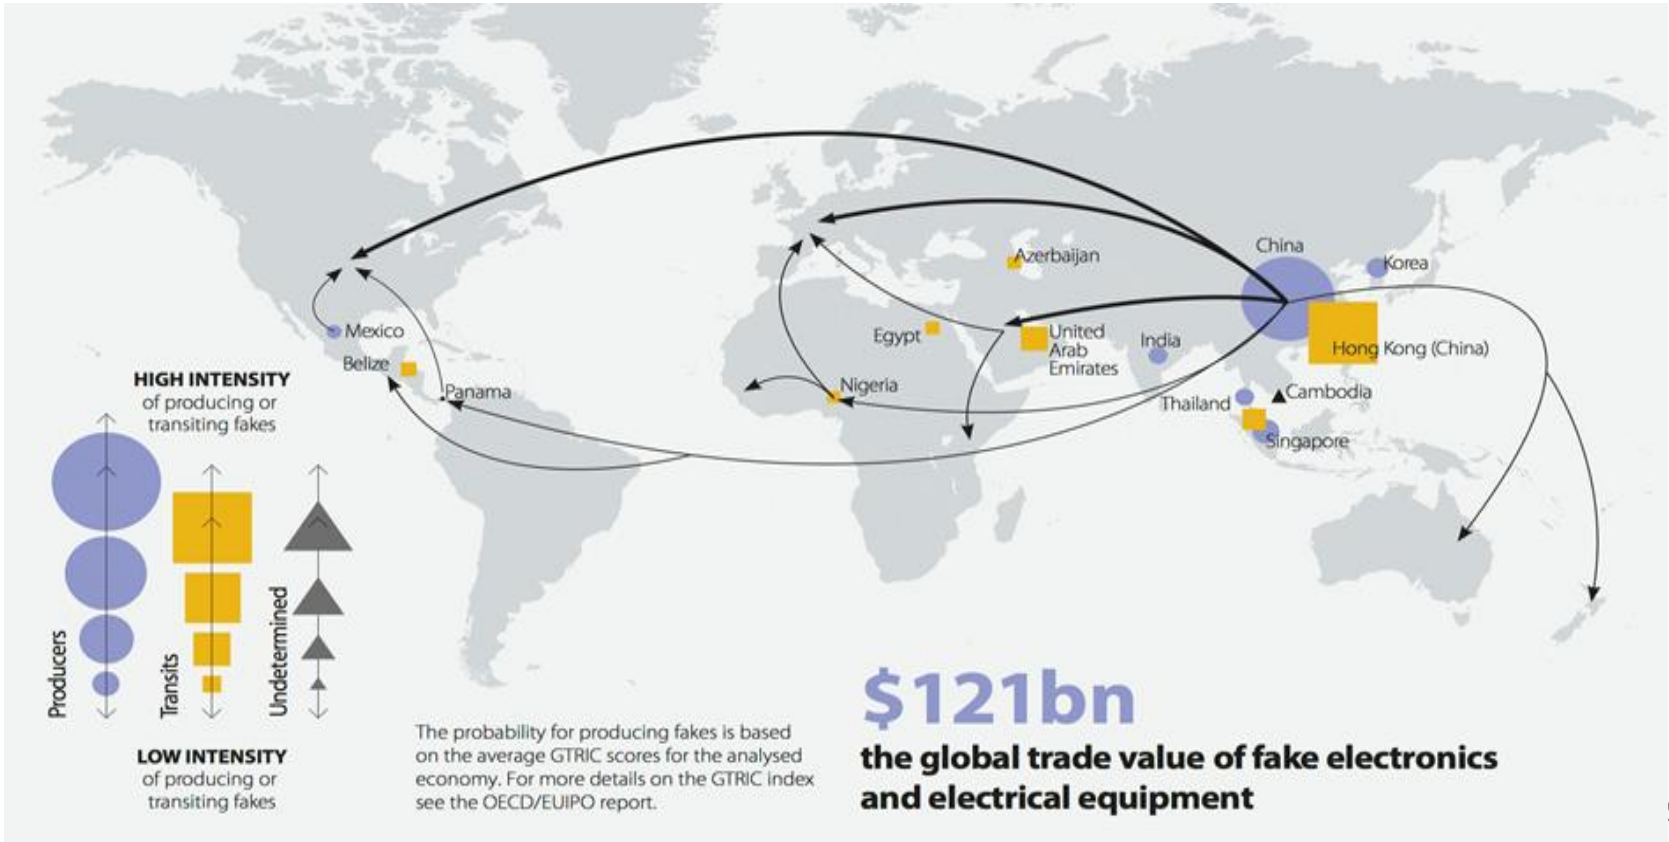 China
Korea
Azerbaijan
Mexico
Egypt
United
Arab
Emirates
India
Hong Kong (China)
Belize
Panama
Nigeria
Thailand
Cambodia
Singapore
HIGH INTENSITY
of producing or
transiting fakes
Producers
Transits
Undetermined
LOW INTENSITY
of producing or
transiting fakes
The probability for producing fakes is based
on the average GTRIC scores for the analysed
economy. For more details on the GTRIC index
see the OECD/EUIPO report.
$121bn
the global trade value of fake electronics
and electrical equipment